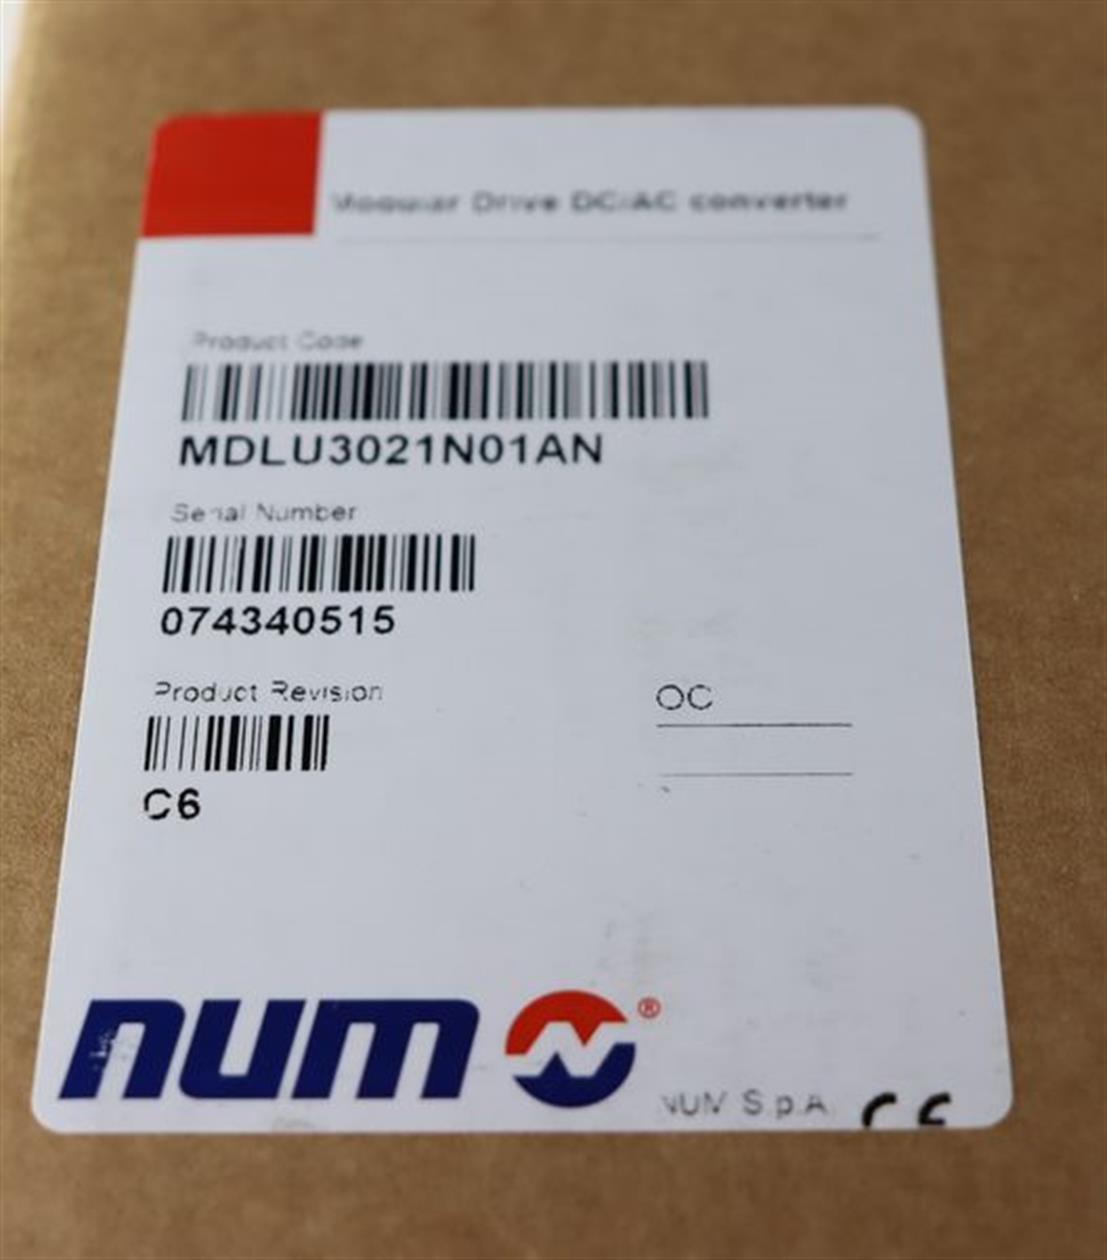 Modular Drive DC/AC converter
Product Code
MDLU3021N01AN
Serial Number
074340515
Product Revision
OC
C6
num ®
NUM S.p.A.
CE